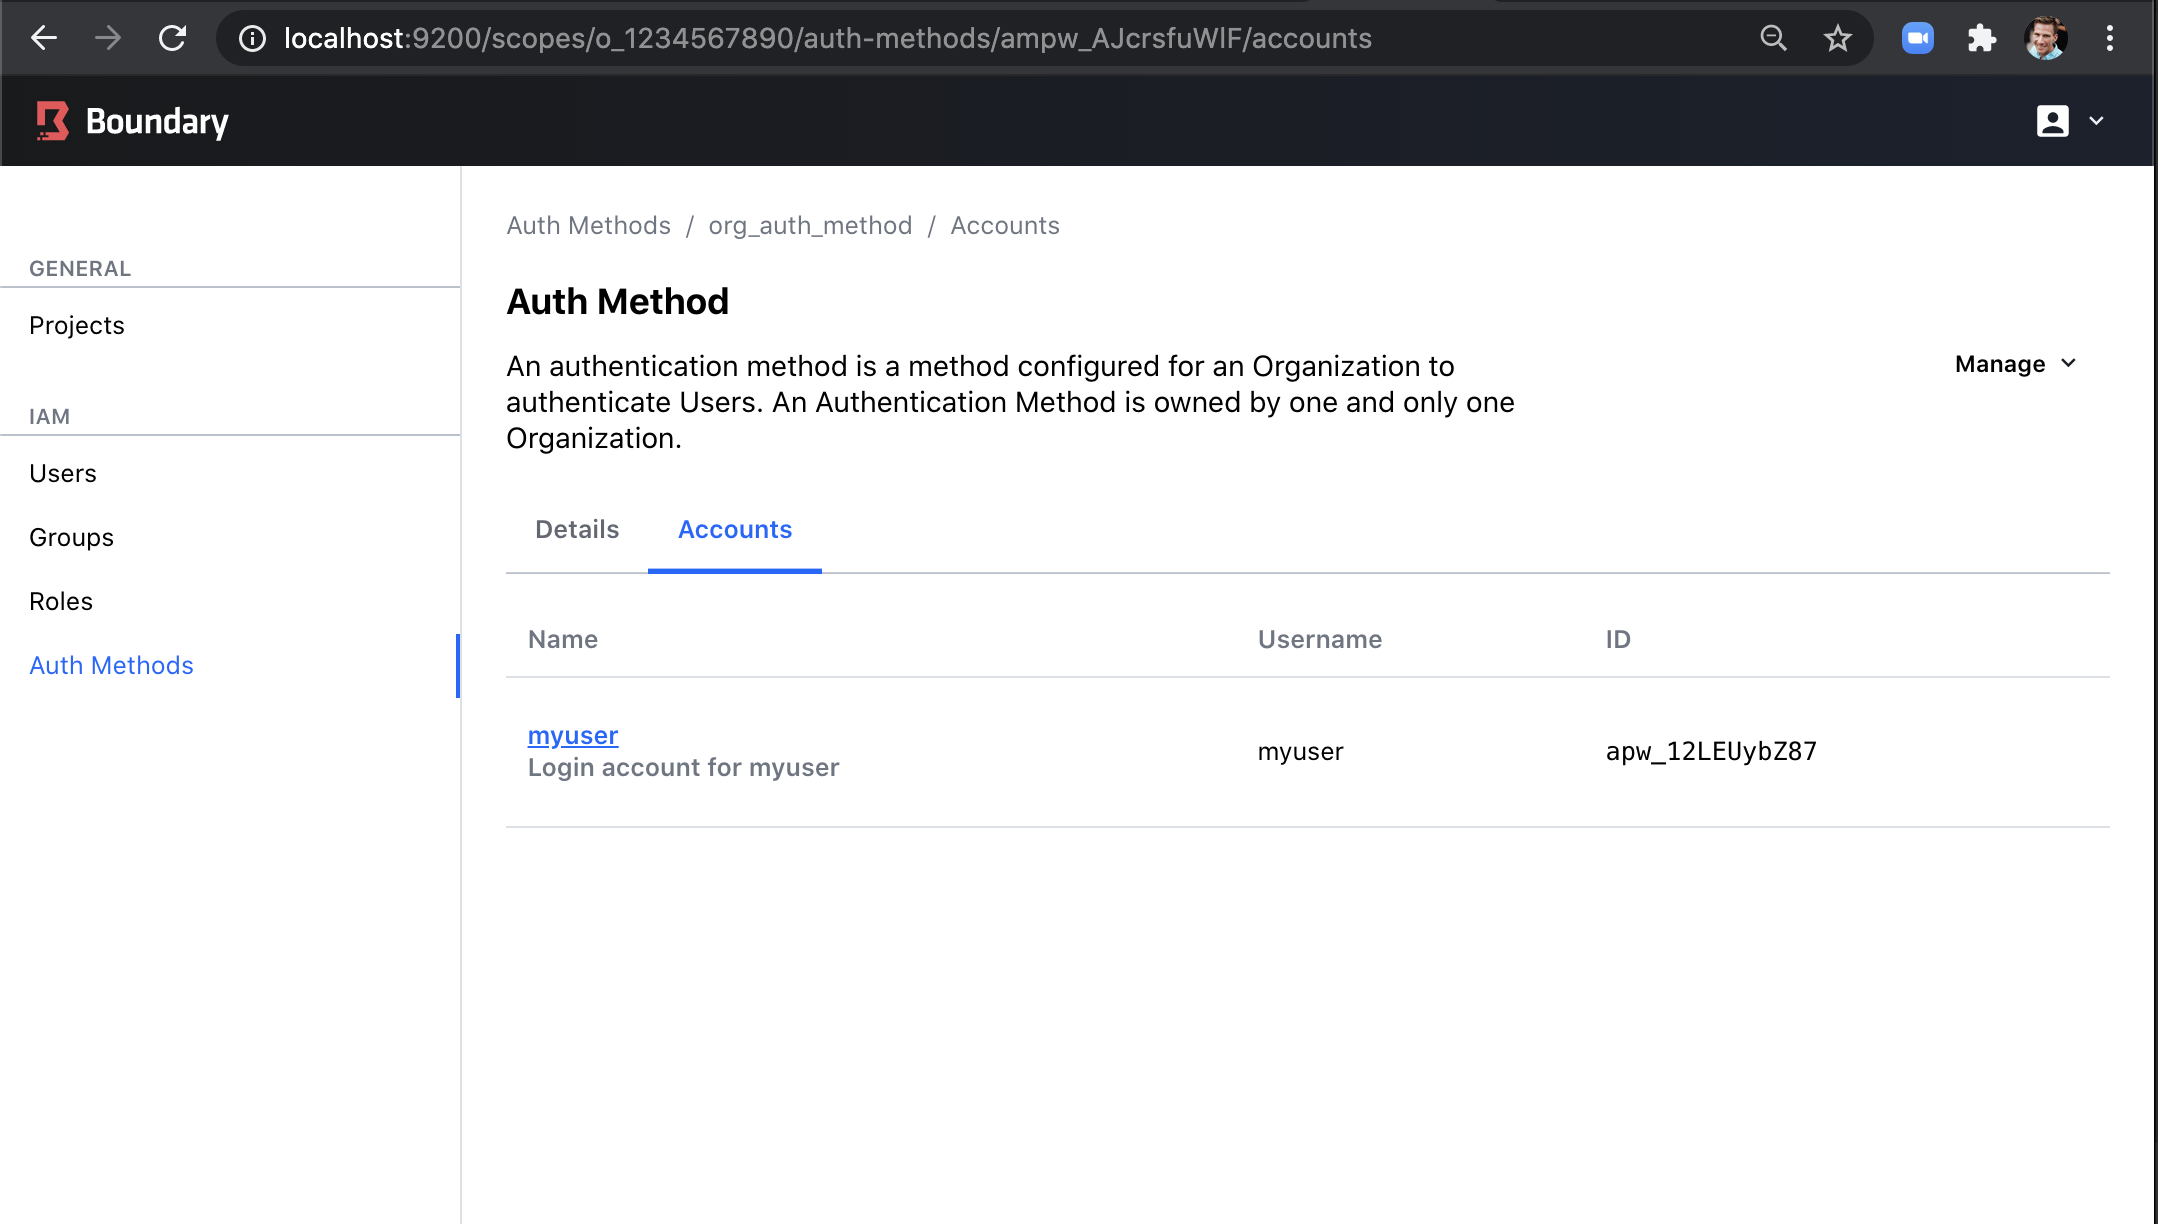 localhost:9200/scopes/o_1234567890/auth-methods/ampw_AJcrsfuWlF/accounts
Boundary
GENERAL
Projects
IAM
Users
Groups
Roles
Auth Methods
Auth Methods / org_auth_method / Accounts
Auth Method
An authentication method is a method configured for an Organization to
authenticate Users. An Authentication Method is owned by one and only one
Organization.
Manage
Details Accounts
Name Username ID
myuser
Login account for myuser
myuser
apw_12LEUybZ87